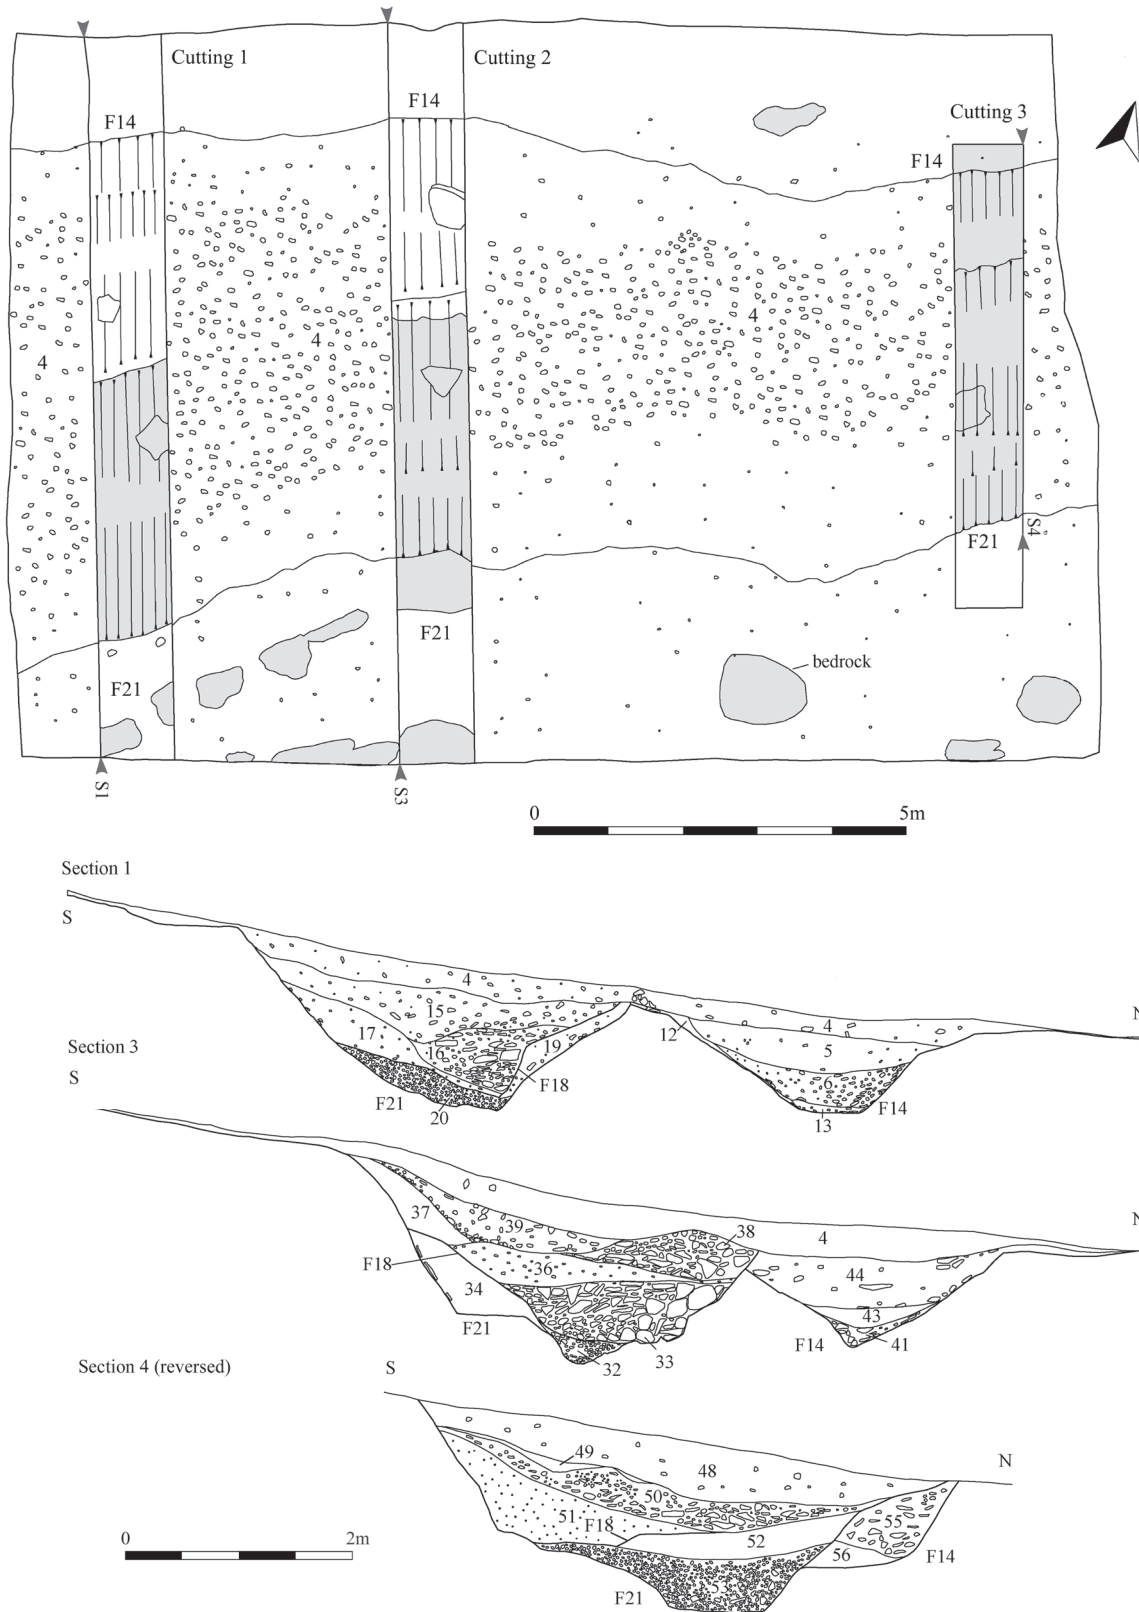 Cutting 1
Cutting 2
F14
F14
Cutting 3
F14
4
4
4
F21
F21
F21
S4
bedrock
S1
S3
0
5m
Section 1
S
N
4
15
17
16
19
F18
F21
20
12
4
5
6
F14
13
Section 3
S
N
37
39
38
4
F18
36
44
34
43
F21
F14
41
32
33
Section 4 (reversed)
S
N
49
48
50
51
F18
52
55
56
F14
53
F21
0
2m